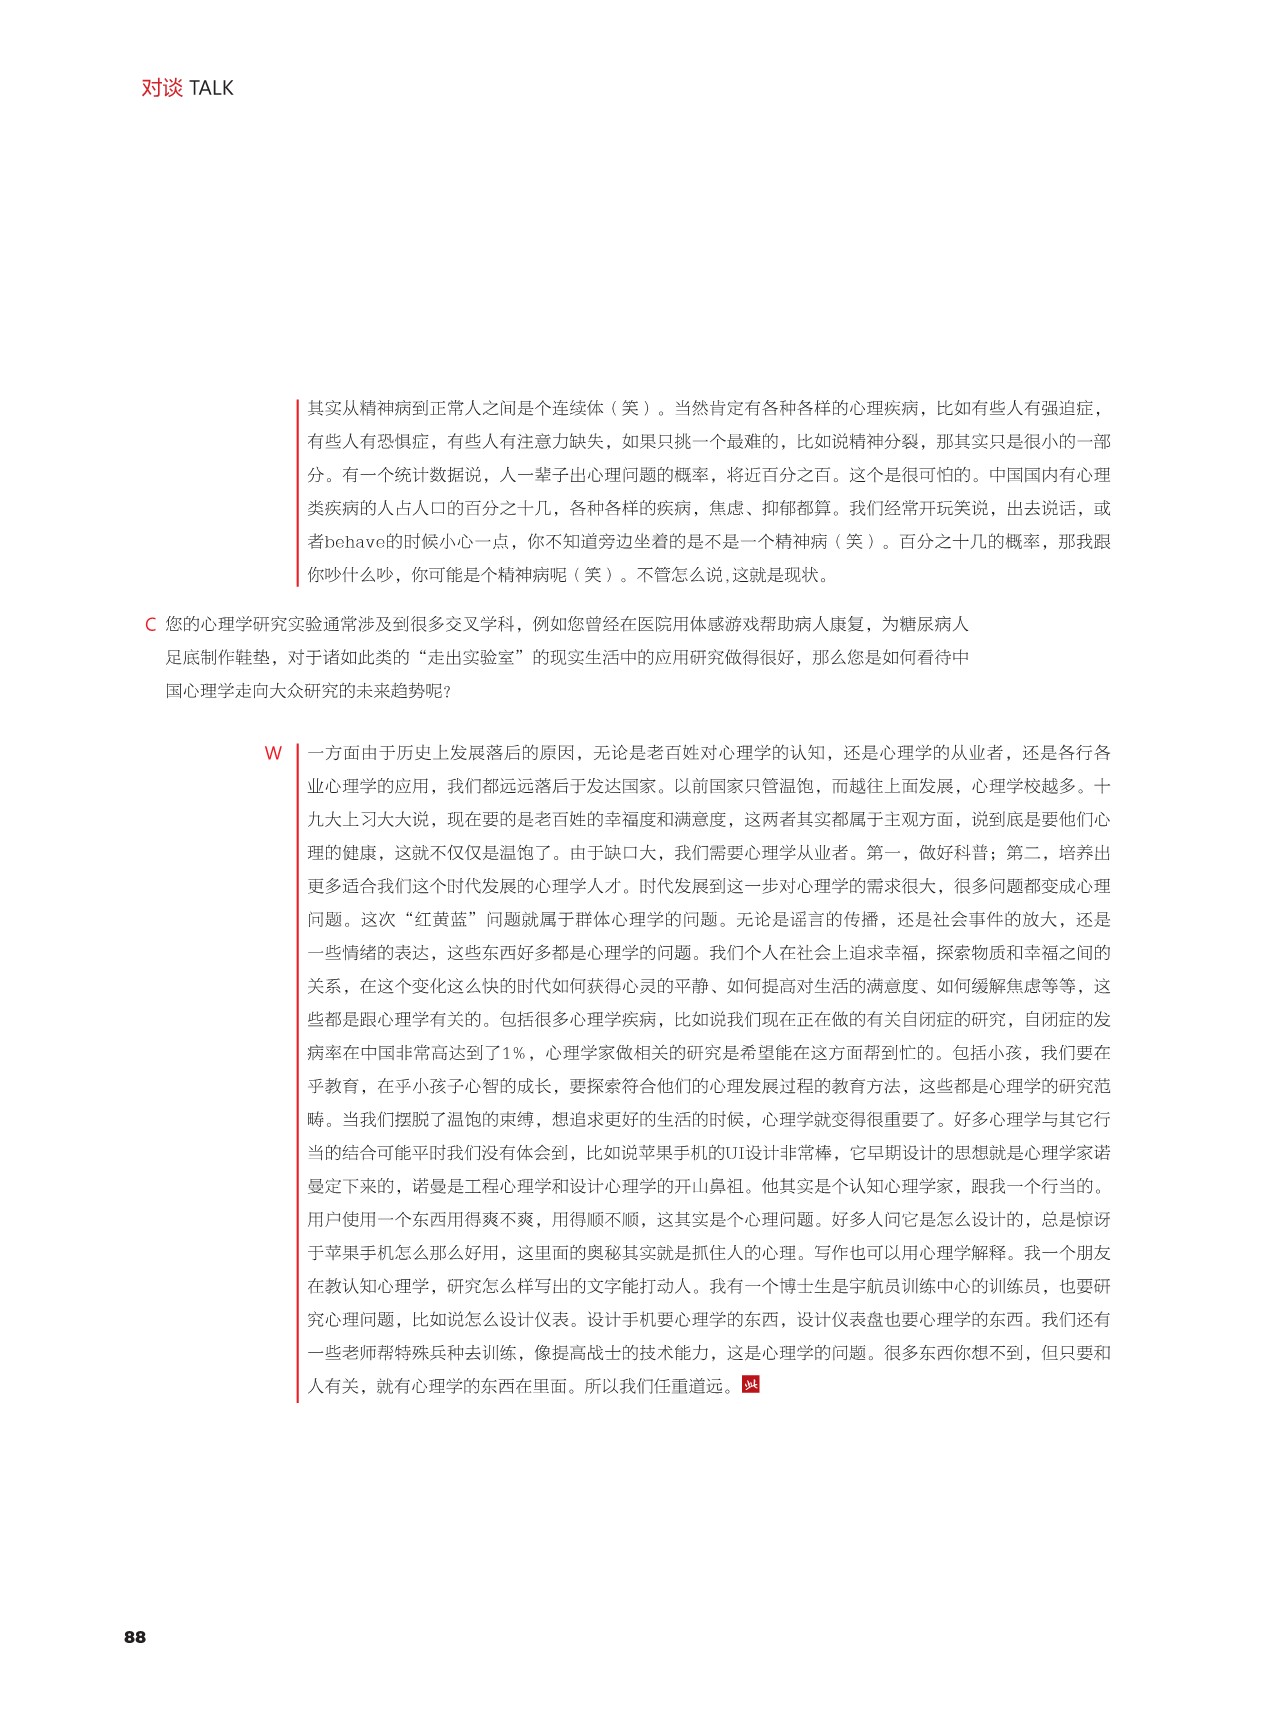 对谈 TALK
其实从精神病到正常人之间是个连续体（笑）。当然肯定有各种各样的心理疾病，比如有些人有强迫症，
有些人有恐惧症，有些人有注意力缺失，如果只挑一个最难的，比如说精神分裂，那其实只是很小的一部
分。有一个统计数据说，人一辈子出心理问题的概率，将近百分之百。这个是很可怕的。中国国内有心理
类疾病的人占人口的百分之十几，各种各样的疾病，焦虑、抑郁都算。我们经常开玩笑说，出去说话，或
者behave的时候小心一点，你不知道旁边坐着的是不是一个精神病（笑）。百分之十几的概率，那我跟
你吵什么吵，你可能是个精神病呢（笑）。不管怎么说,这就是现状。
C 您的心理学研究实验通常涉及到很多交叉学科，例如您曾经在医院用体感游戏帮助病人康复，为糖尿病人
足底制作鞋垫，对于诸如此类的“走出实验室”的现实生活中的应用研究做得很好，那么您是如何看待中
国心理学走向大众研究的未来趋势呢?
W 一方面由于历史上发展落后的原因，无论是老百姓对心理学的认知，还是心理学的从业者，还是各行各
业心理学的应用，我们都远远落后于发达国家。以前国家只管温饱，而越往上面发展，心理学校越多。十
九大上习大大说，现在要的是老百姓的幸福度和满意度，这两者其实都属于主观方面，说到底是要他们心
理的健康，这就不仅仅是温饱了。由于缺口大，我们需要心理学从业者。第一，做好科普；第二，培养出
更多适合我们这个时代发展的心理学人才。时代发展到这一步对心理学的需求很大，很多问题都变成心理
问题。这次“红黄蓝”问题就属于群体心理学的问题。无论是谣言的传播，还是社会事件的放大，还是
一些情绪的表达，这些东西好多都是心理学的问题。我们个人在社会上追求幸福，探索物质和幸福之间的
关系，在这个变化这么快的时代如何获得心灵的平静、如何提高对生活的满意度、如何缓解焦虑等等，这
些都是跟心理学有关的。包括很多心理学疾病，比如说我们现在正在做的有关自闭症的研究，自闭症的发
病率在中国非常高达到了1%，心理学家做相关的研究是希望能在这方面帮到忙的。包括小孩，我们要在
乎教育，在乎小孩子心智的成长，要探索符合他们的心理发展过程的教育方法，这些都是心理学的研究范
畴。当我们摆脱了温饱的束缚，想追求更好的生活的时候，心理学就变得很重要了。好多心理学与其它行
当的结合可能平时我们没有体会到，比如说苹果手机的UI设计非常棒，它早期设计的思想就是心理学家诺
曼定下来的，诺曼是工程心理学和设计心理学的开山鼻祖。他其实是个认知心理学家，跟我一个行当的。
用户使用一个东西用得爽不爽，用得顺不顺，这其实是个心理问题。好多人问它是怎么设计的，总是惊讶
于苹果手机怎么那么好用，这里面的奥秘其实就是抓住人的心理。写作也可以用心理学解释。我一个朋友
在教认知心理学，研究怎么样写出的文字能打动人。我有一个博士生是宇航员训练中心的训练员，也要研
究心理问题，比如说怎么设计仪表。设计手机要心理学的东西，设计仪表盘也要心理学的东西。我们还有
一些老师帮特殊兵种去训练，像提高战士的技术能力，这是心理学的问题。很多东西你想不到，但只要和
人有关，就有心理学的东西在里面。所以我们任重道远。
88